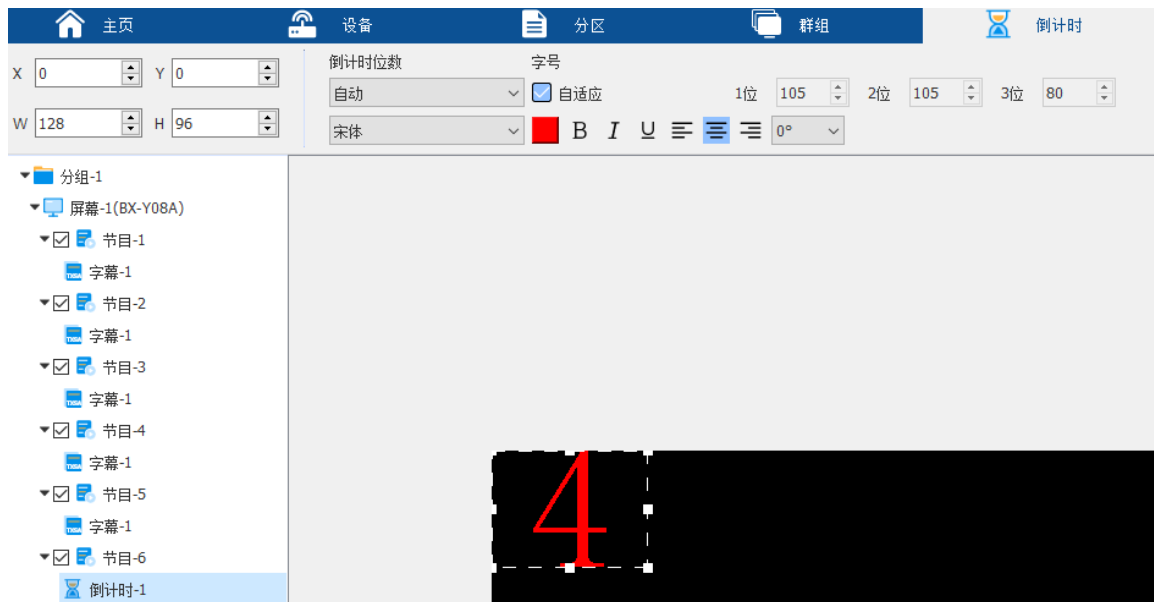 主页 设备 分区 群组 倒计时
倒计时位数 字号
X 0 Y 0 自动 自适应 1位 105 2位 105 3位 80
W 128 H 96 宋体 B I U 0°
分组-1
屏幕-1(BX-Y08A)
节目-1
字幕-1
节目-2
字幕-1
节目-3
字幕-1
节目-4
字幕-1
节目-5
字幕-1
节目-6
倒计时-1
4